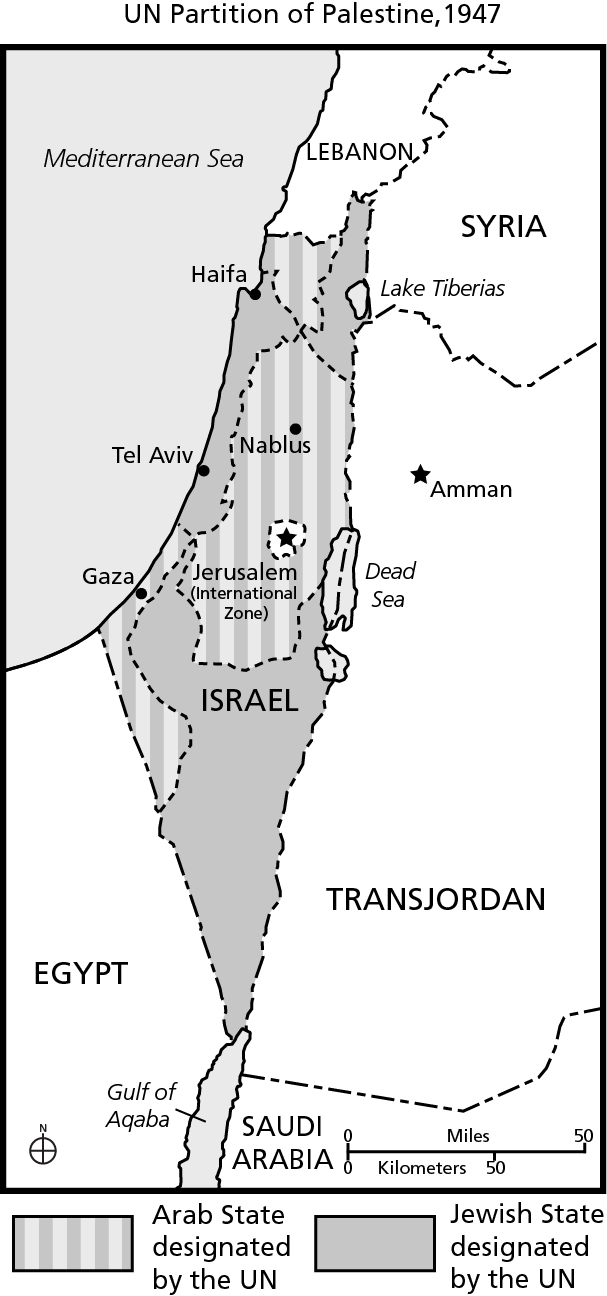 UN Partition of Palestine,1947
Mediterranean Sea
LEBANON
SYRIA
Haifa
Lake Tiberias
Nablus
Tel Aviv
Amman
Gaza
Jerusalem
(International
Zone)
Dead
Sea
ISRAEL
TRANSJORDAN
EGYPT
Gulf of
Aqaba
SAUDI
ARABIA
N
0 Miles 50
0 Kilometers 50
Arab State
designated
by the UN
Jewish State
designated
by the UN